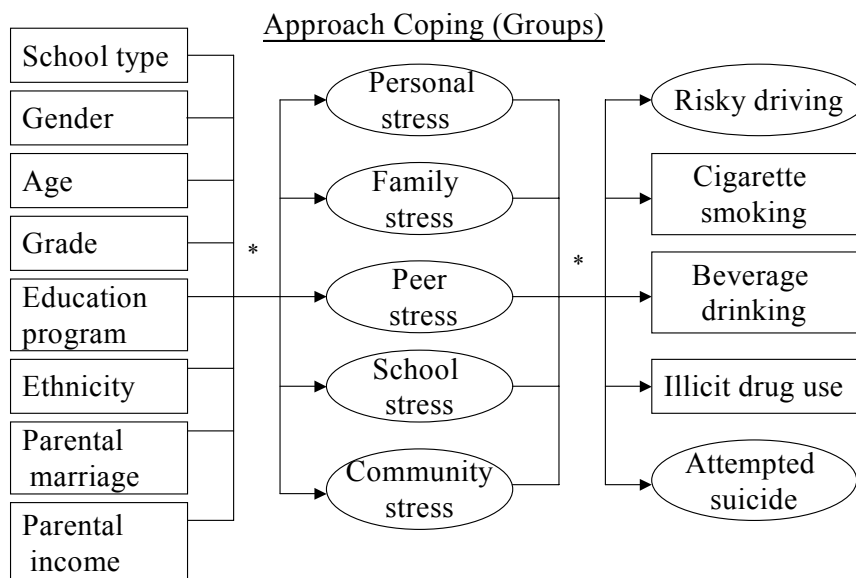 Approach Coping (Groups)
School type
Gender
Age
Grade
Education
program
Ethnicity
Parental
marriage
Parental
income
*
Personal
stress
Family
stress
Peer
stress
School
stress
Community
stress
*
Risky driving
Cigarette
smoking
Beverage
drinking
Illicit drug use
Attempted
suicide